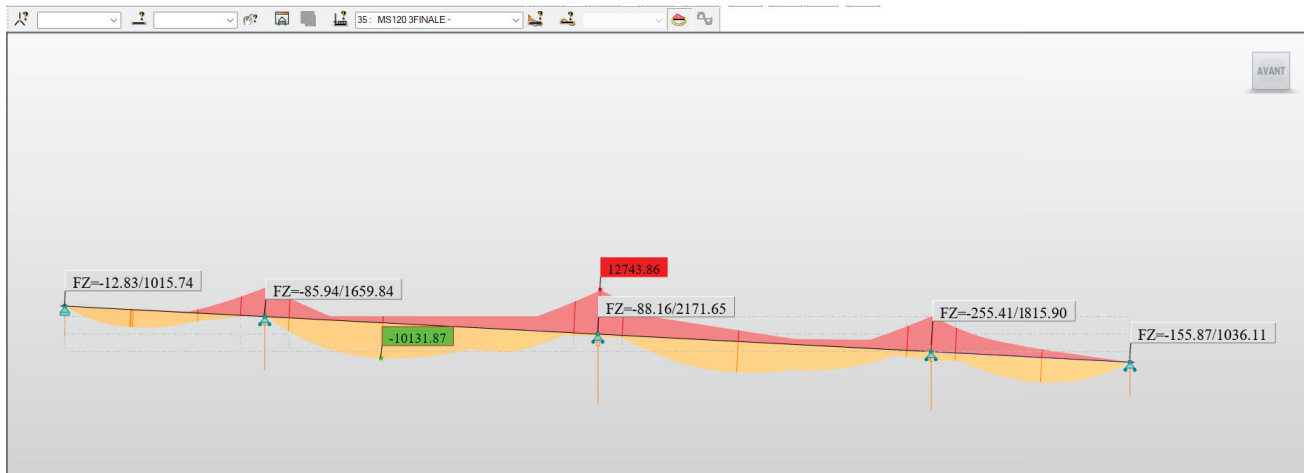 35 : MS120 3FINALE -
AVANT
12743.86
FZ=-12.83/1015.74
FZ=-85.94/1659.84
FZ=-88.16/2171.65
FZ=-255.41/1815.90
-10131.87
FZ=-155.87/1036.11